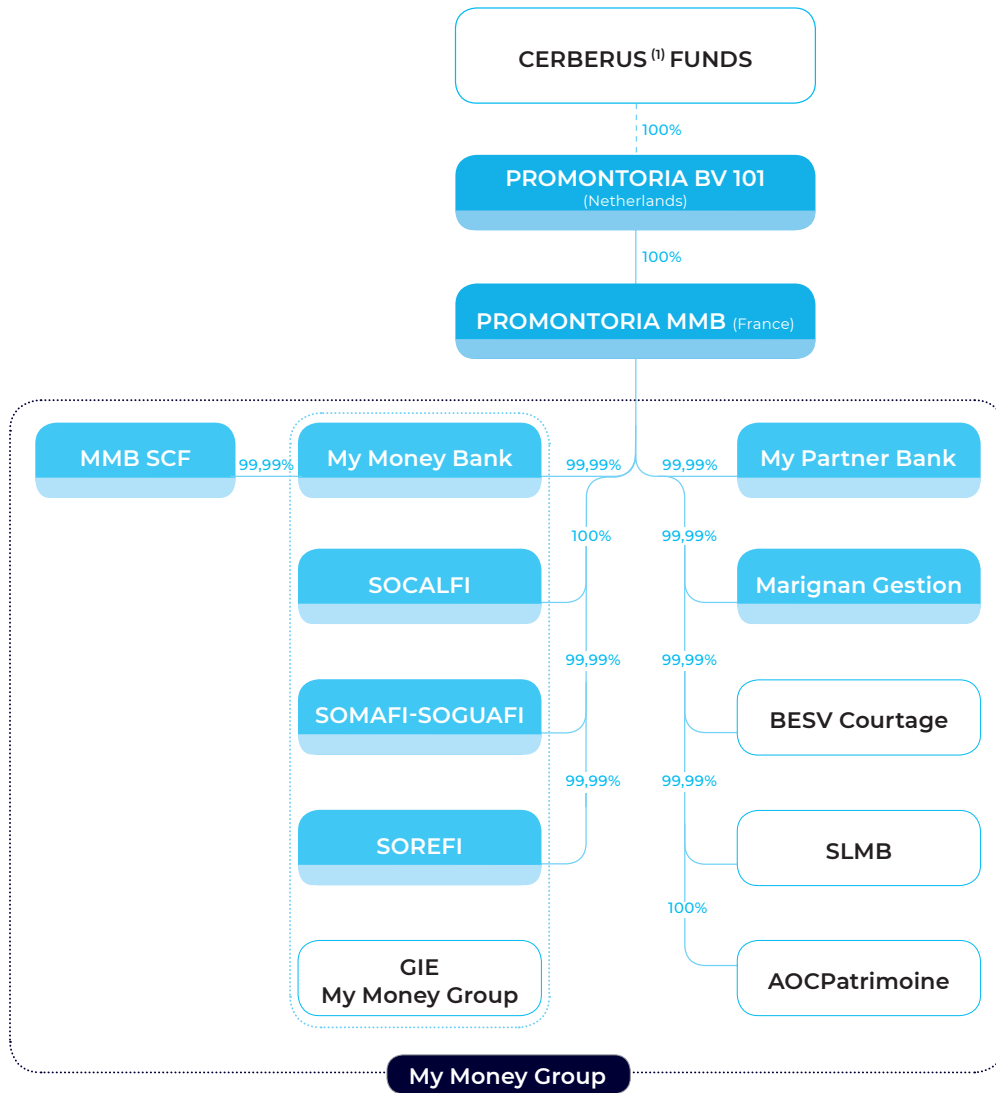 CERBERUS (1) FUNDS
100%
PROMONTORIA BV 101
(Netherlands)
100%
PROMONTORIA MMB (France)
MMB SCF
99,99%
My Money Bank
99,99%
99,99%
My Partner Bank
100%
99,99%
SOCALFI
Marignan Gestion
99,99%
99,99%
SOMAFI-SOGUAFI
BESV Courtage
99,99%
99,99%
SOREFI
SLMB
100%
GIE
My Money Group
AOCPatrimoine
My Money Group